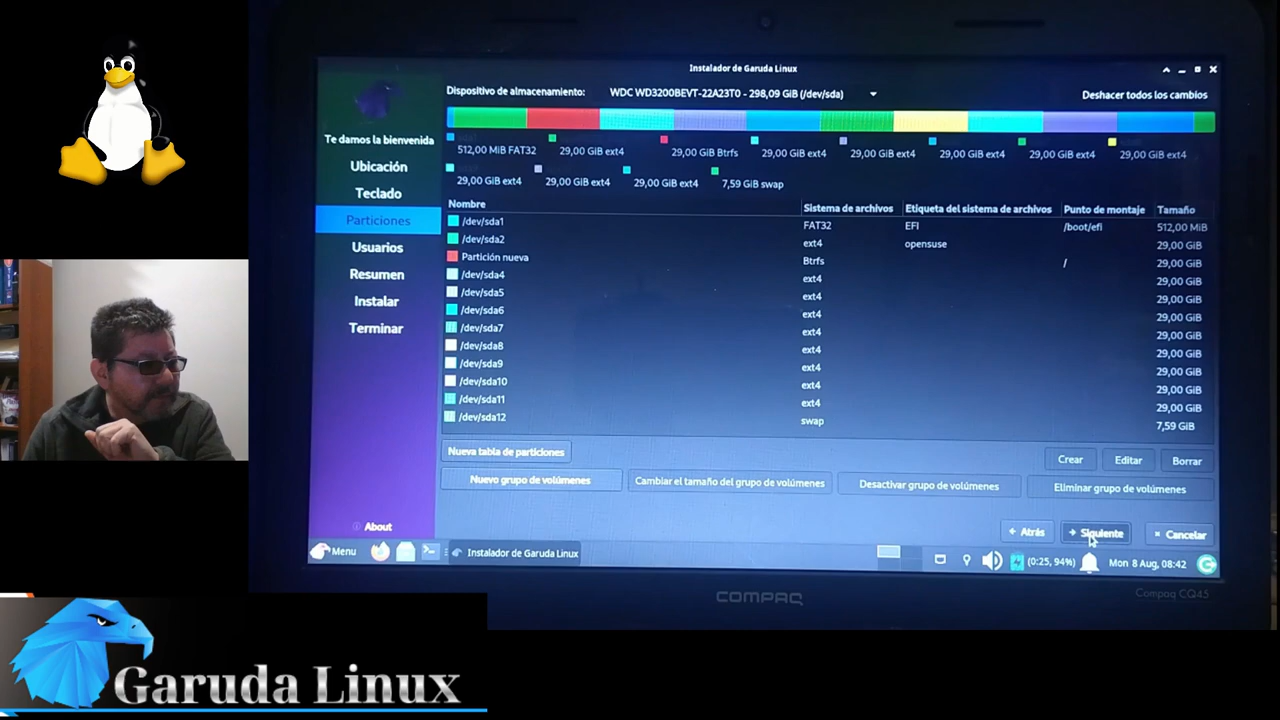 Instalador de Garuda Linux
Dispositivo de almacenamiento: WDC WD3200BEVT-22A23T0 - 298,09 GiB (/dev/sda) Deshacer todos los cambios
512,00 MiB FAT32 29,00 GiB ext4 29,00 GiB Btrfs 29,00 GiB ext4 29,00 GiB ext4 29,00 GiB ext4 29,00 GiB ext4 29,00 GiB ext4
29,00 GiB ext4 29,00 GiB ext4 29,00 GiB ext4 7,59 GiB swap
Te damos la bienvenida
Ubicación
Teclado
Particiones
Usuarios
Resumen
Instalar
Terminar
About
Nombre Sistema de archivos Etiqueta del sistema de archivos Punto de montaje Tamaño
/dev/sda1 FAT32 EFI /boot/efi 512,00 MiB
/dev/sda2 ext4 opensuse 29,00 GiB
Partición nueva Btrfs / 29,00 GiB
/dev/sda4 ext4 29,00 GiB
/dev/sda5 ext4 29,00 GiB
/dev/sda6 ext4 29,00 GiB
/dev/sda7 ext4 29,00 GiB
/dev/sda8 ext4 29,00 GiB
/dev/sda9 ext4 29,00 GiB
/dev/sda10 ext4 29,00 GiB
/dev/sda11 ext4 29,00 GiB
/dev/sda12 swap 7,59 GiB
Nueva tabla de particiones Crear Editar Borrar
Nuevo grupo de volúmenes Cambiar el tamaño del grupo de volúmenes Desactivar grupo de volúmenes Eliminar grupo de volúmenes
Atrás Siguiente Cancelar
Menu Instalador de Garuda Linux (0:25, 94%) Mon 8 Aug, 08:42
COMPAQ
Compaq CQ45
Garuda Linux